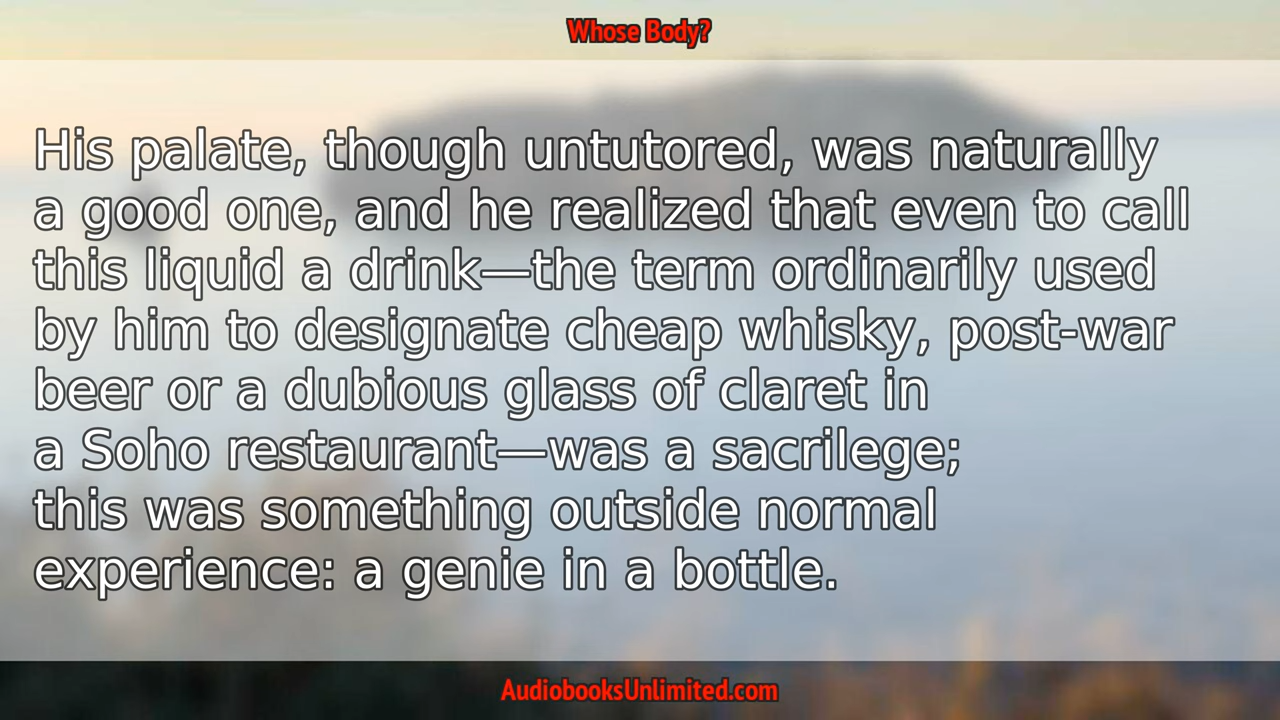 Whose Body?
His palate, though untutored, was naturally
a good one, and he realized that even to call
this liquid a drink—the term ordinarily used
by him to designate cheap whisky, post-war
beer or a dubious glass of claret in
a Soho restaurant—was a sacrilege;
this was something outside normal
experience: a genie in a bottle.
AudiobooksUnlimited.com